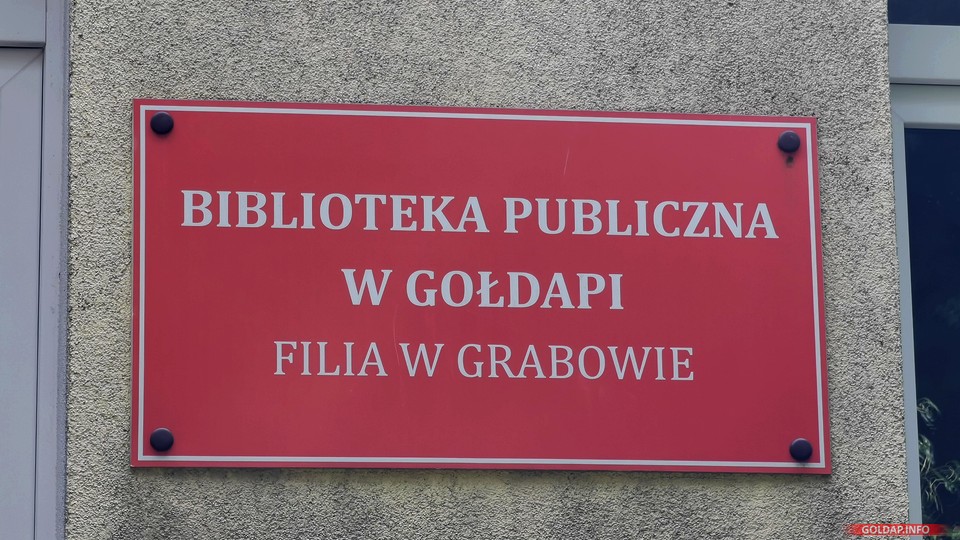 BIBLIOTEKA PUBLICZNA
W GOŁDAPI
FILIA W GRABOWIE
GOLDAP.INFO